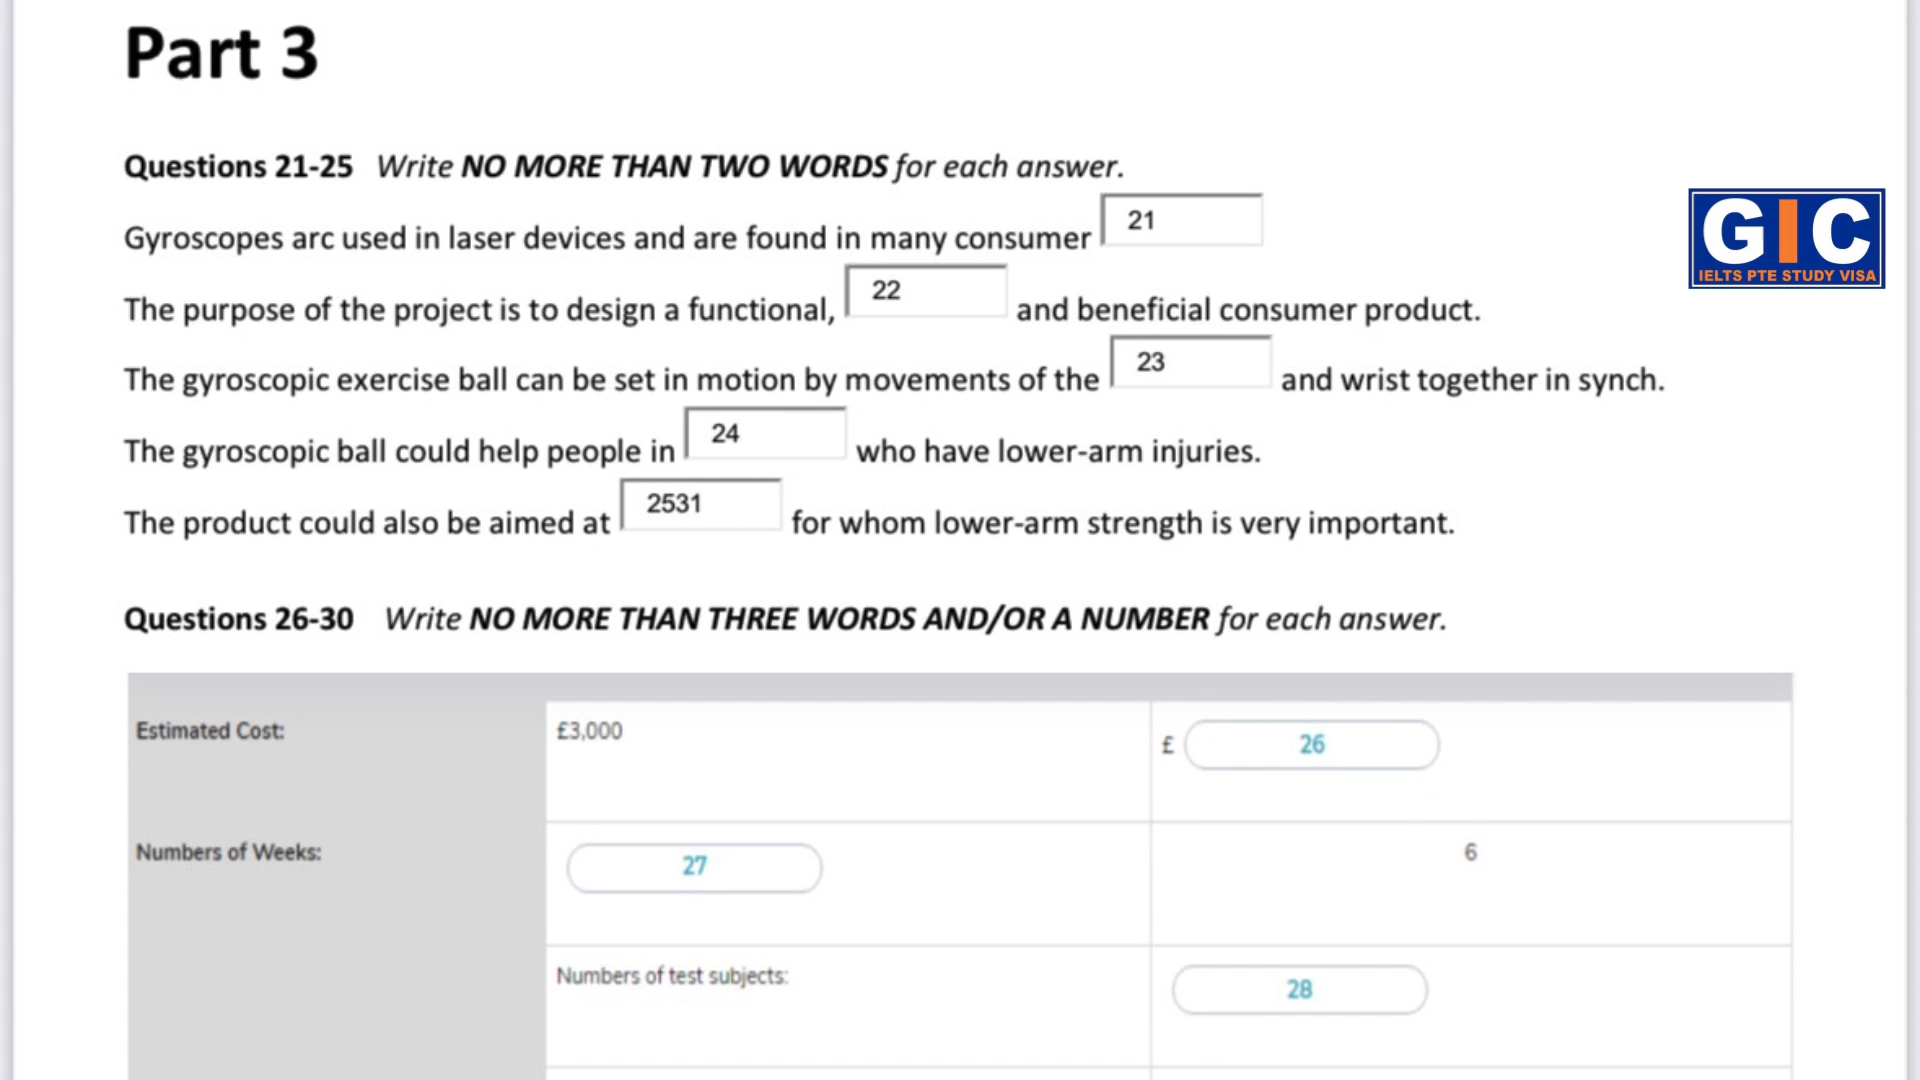 Part 3
Questions 21-25 Write NO MORE THAN TWO WORDS for each answer.
Gyroscopes arc used in laser devices and are found in many consumer 21
The purpose of the project is to design a functional, 22 and beneficial consumer product.
The gyroscopic exercise ball can be set in motion by movements of the 23 and wrist together in synch.
The gyroscopic ball could help people in 24 who have lower-arm injuries.
The product could also be aimed at 2531 for whom lower-arm strength is very important.
GIC
IELTS PTE STUDY VISA
Questions 26-30 Write NO MORE THAN THREE WORDS AND/OR A NUMBER for each answer.
Estimated Cost: £3,000 £ 26
Numbers of Weeks: 27 6
Numbers of test subjects: 28